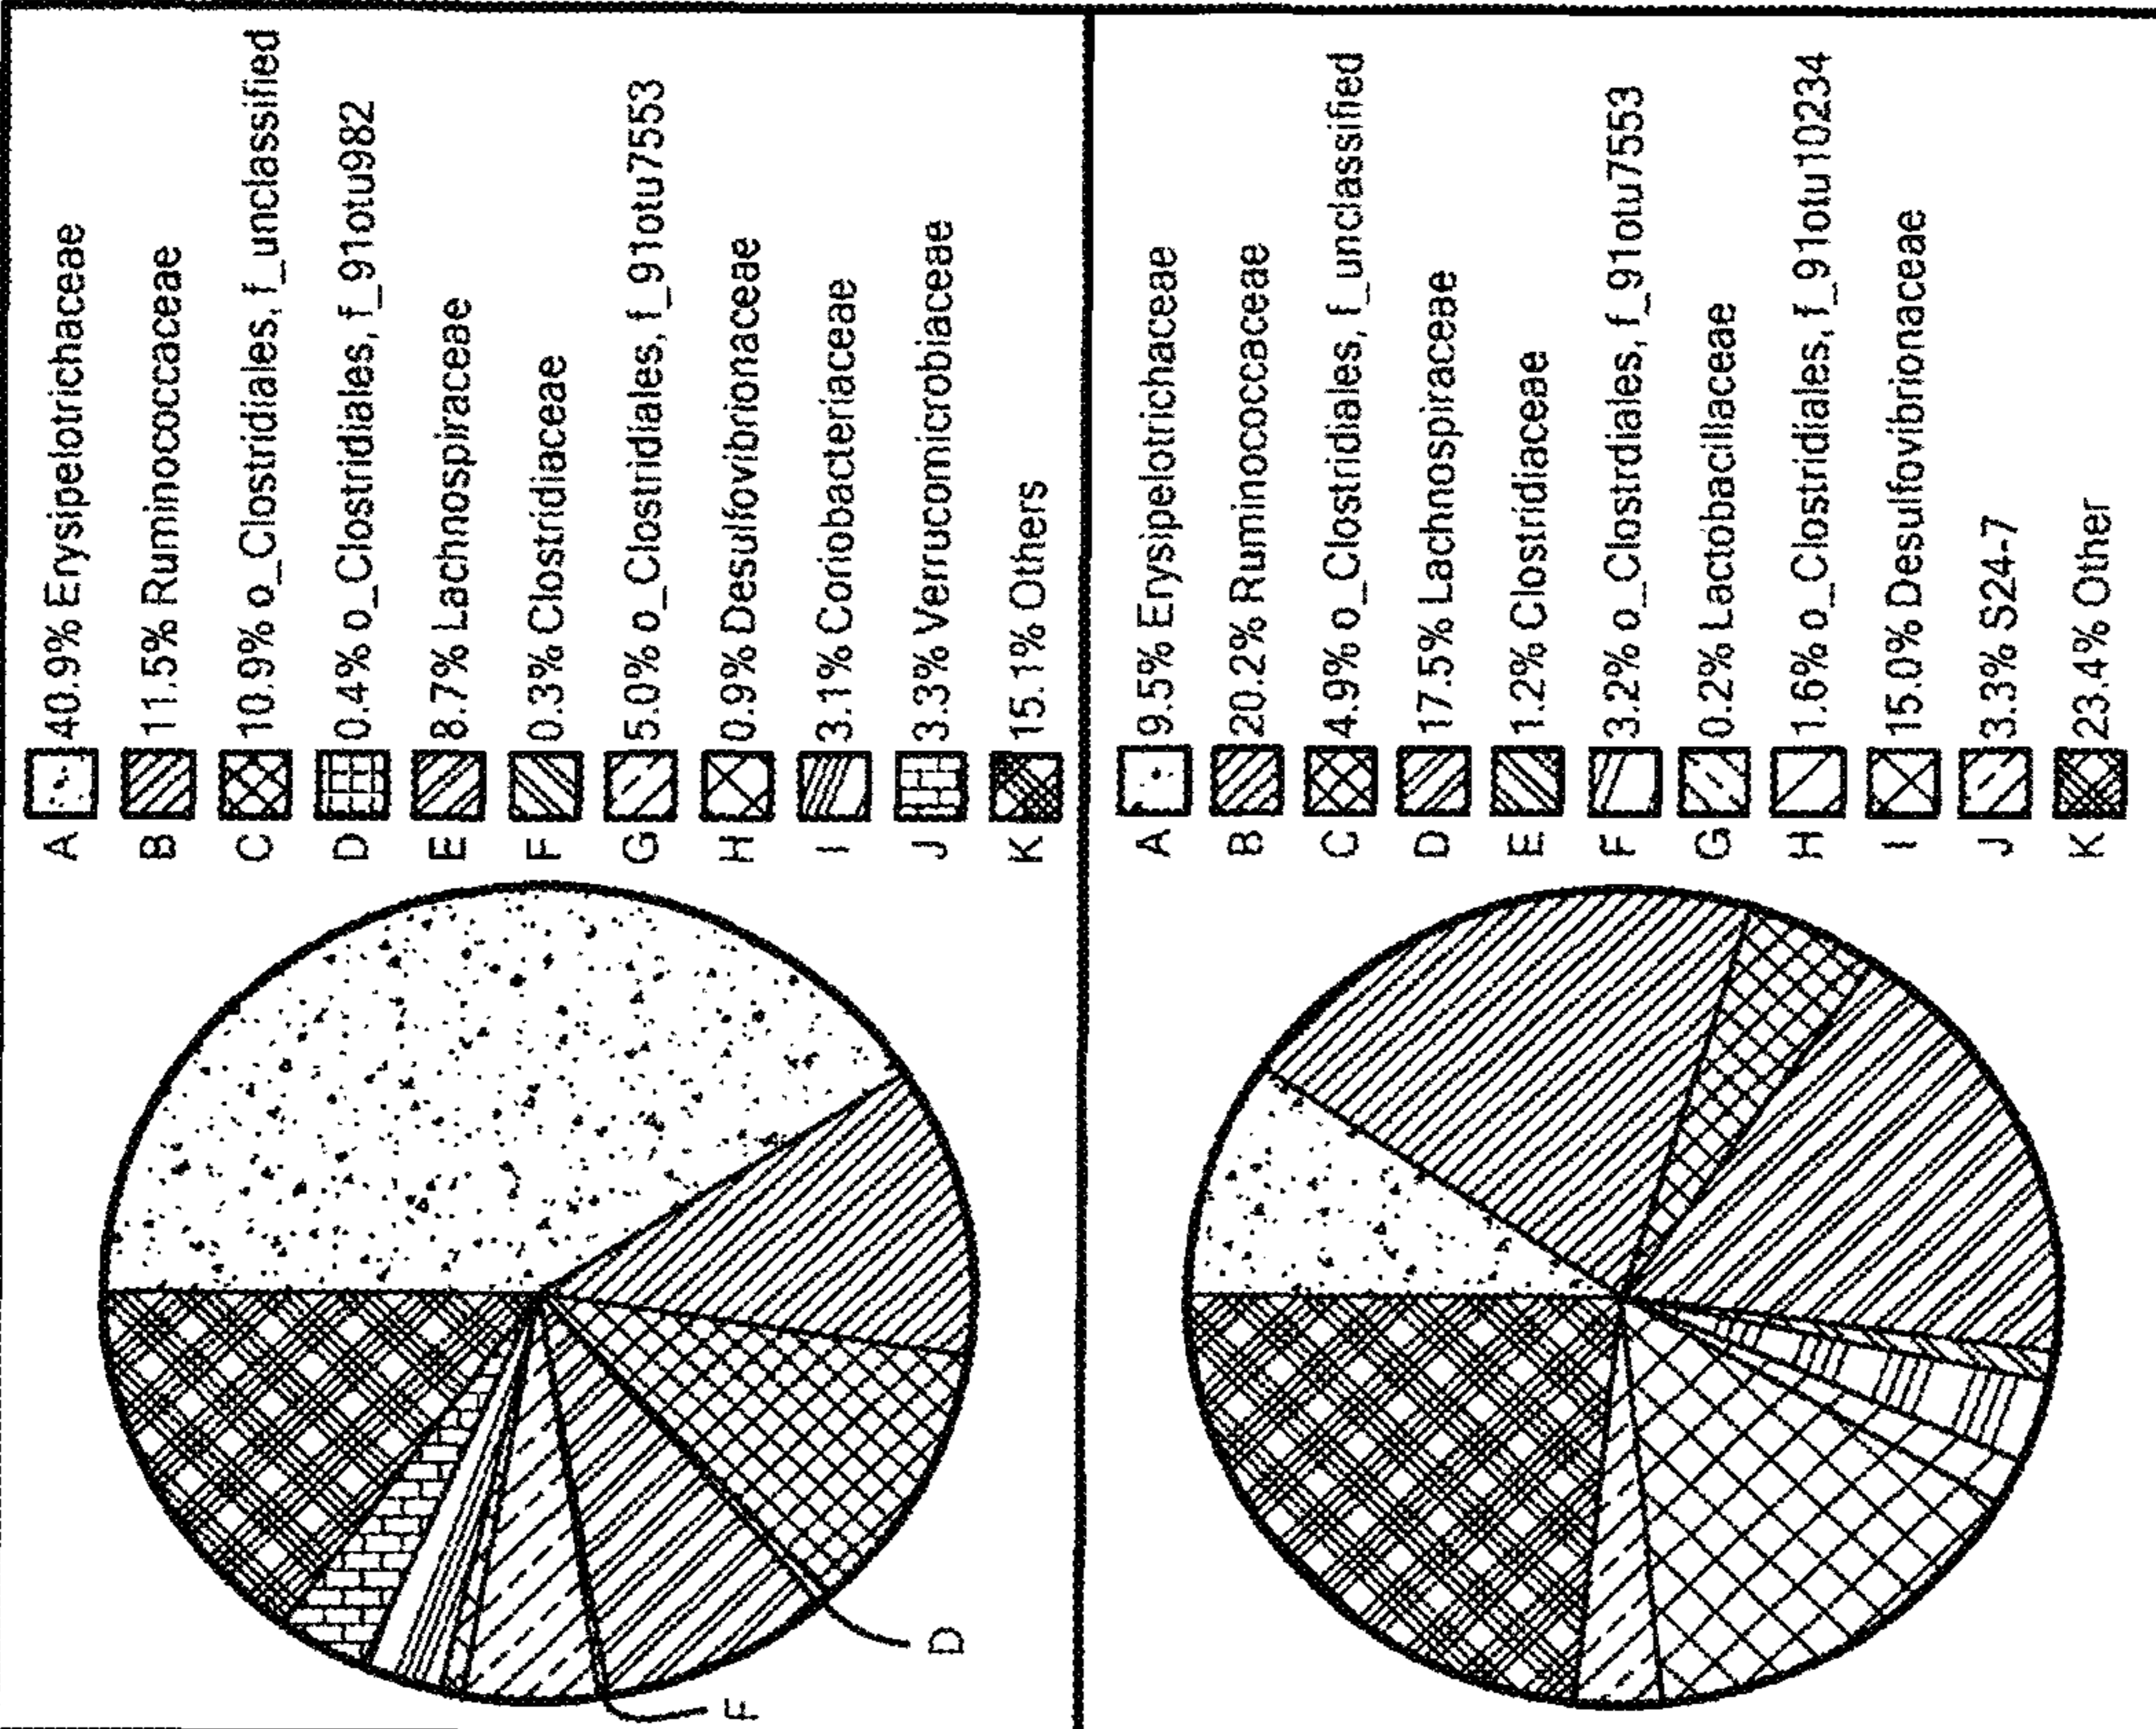 A 40.9% Erysipelotrichaceae
B 11.5% Ruminococcaceae
C 10.9% o_Clostridiales, f_unclassified
D 0.4% o_Clostridiales, f_91otu982
E 8.7% Lachnospiraceae
F 0.3% Clostridiaceae
G 5.0% o_Clostridiales, f_91otu7553
H 0.9% Desulfovibrionaceae
I 3.1% Coriobacteriaceae
J 3.3% Verrucomicrobiaceae
K 15.1% Others
F
D
A 9.5% Erysipelotrichaceae
B 20.2% Ruminococcaceae
C 4.9% o_Clostridiales, f_unclassified
D 17.5% Lachnospiraceae
E 1.2% Clostridiaceae
F 3.2% o_Clostrdiales, f_91otu7553
G 0.2% Lactobacillaceae
H 1.6% o_Clostridiales, f_91otu10234
I 15.0% Desulfovibrionaceae
J 3.3% S24-7
K 23.4% Other